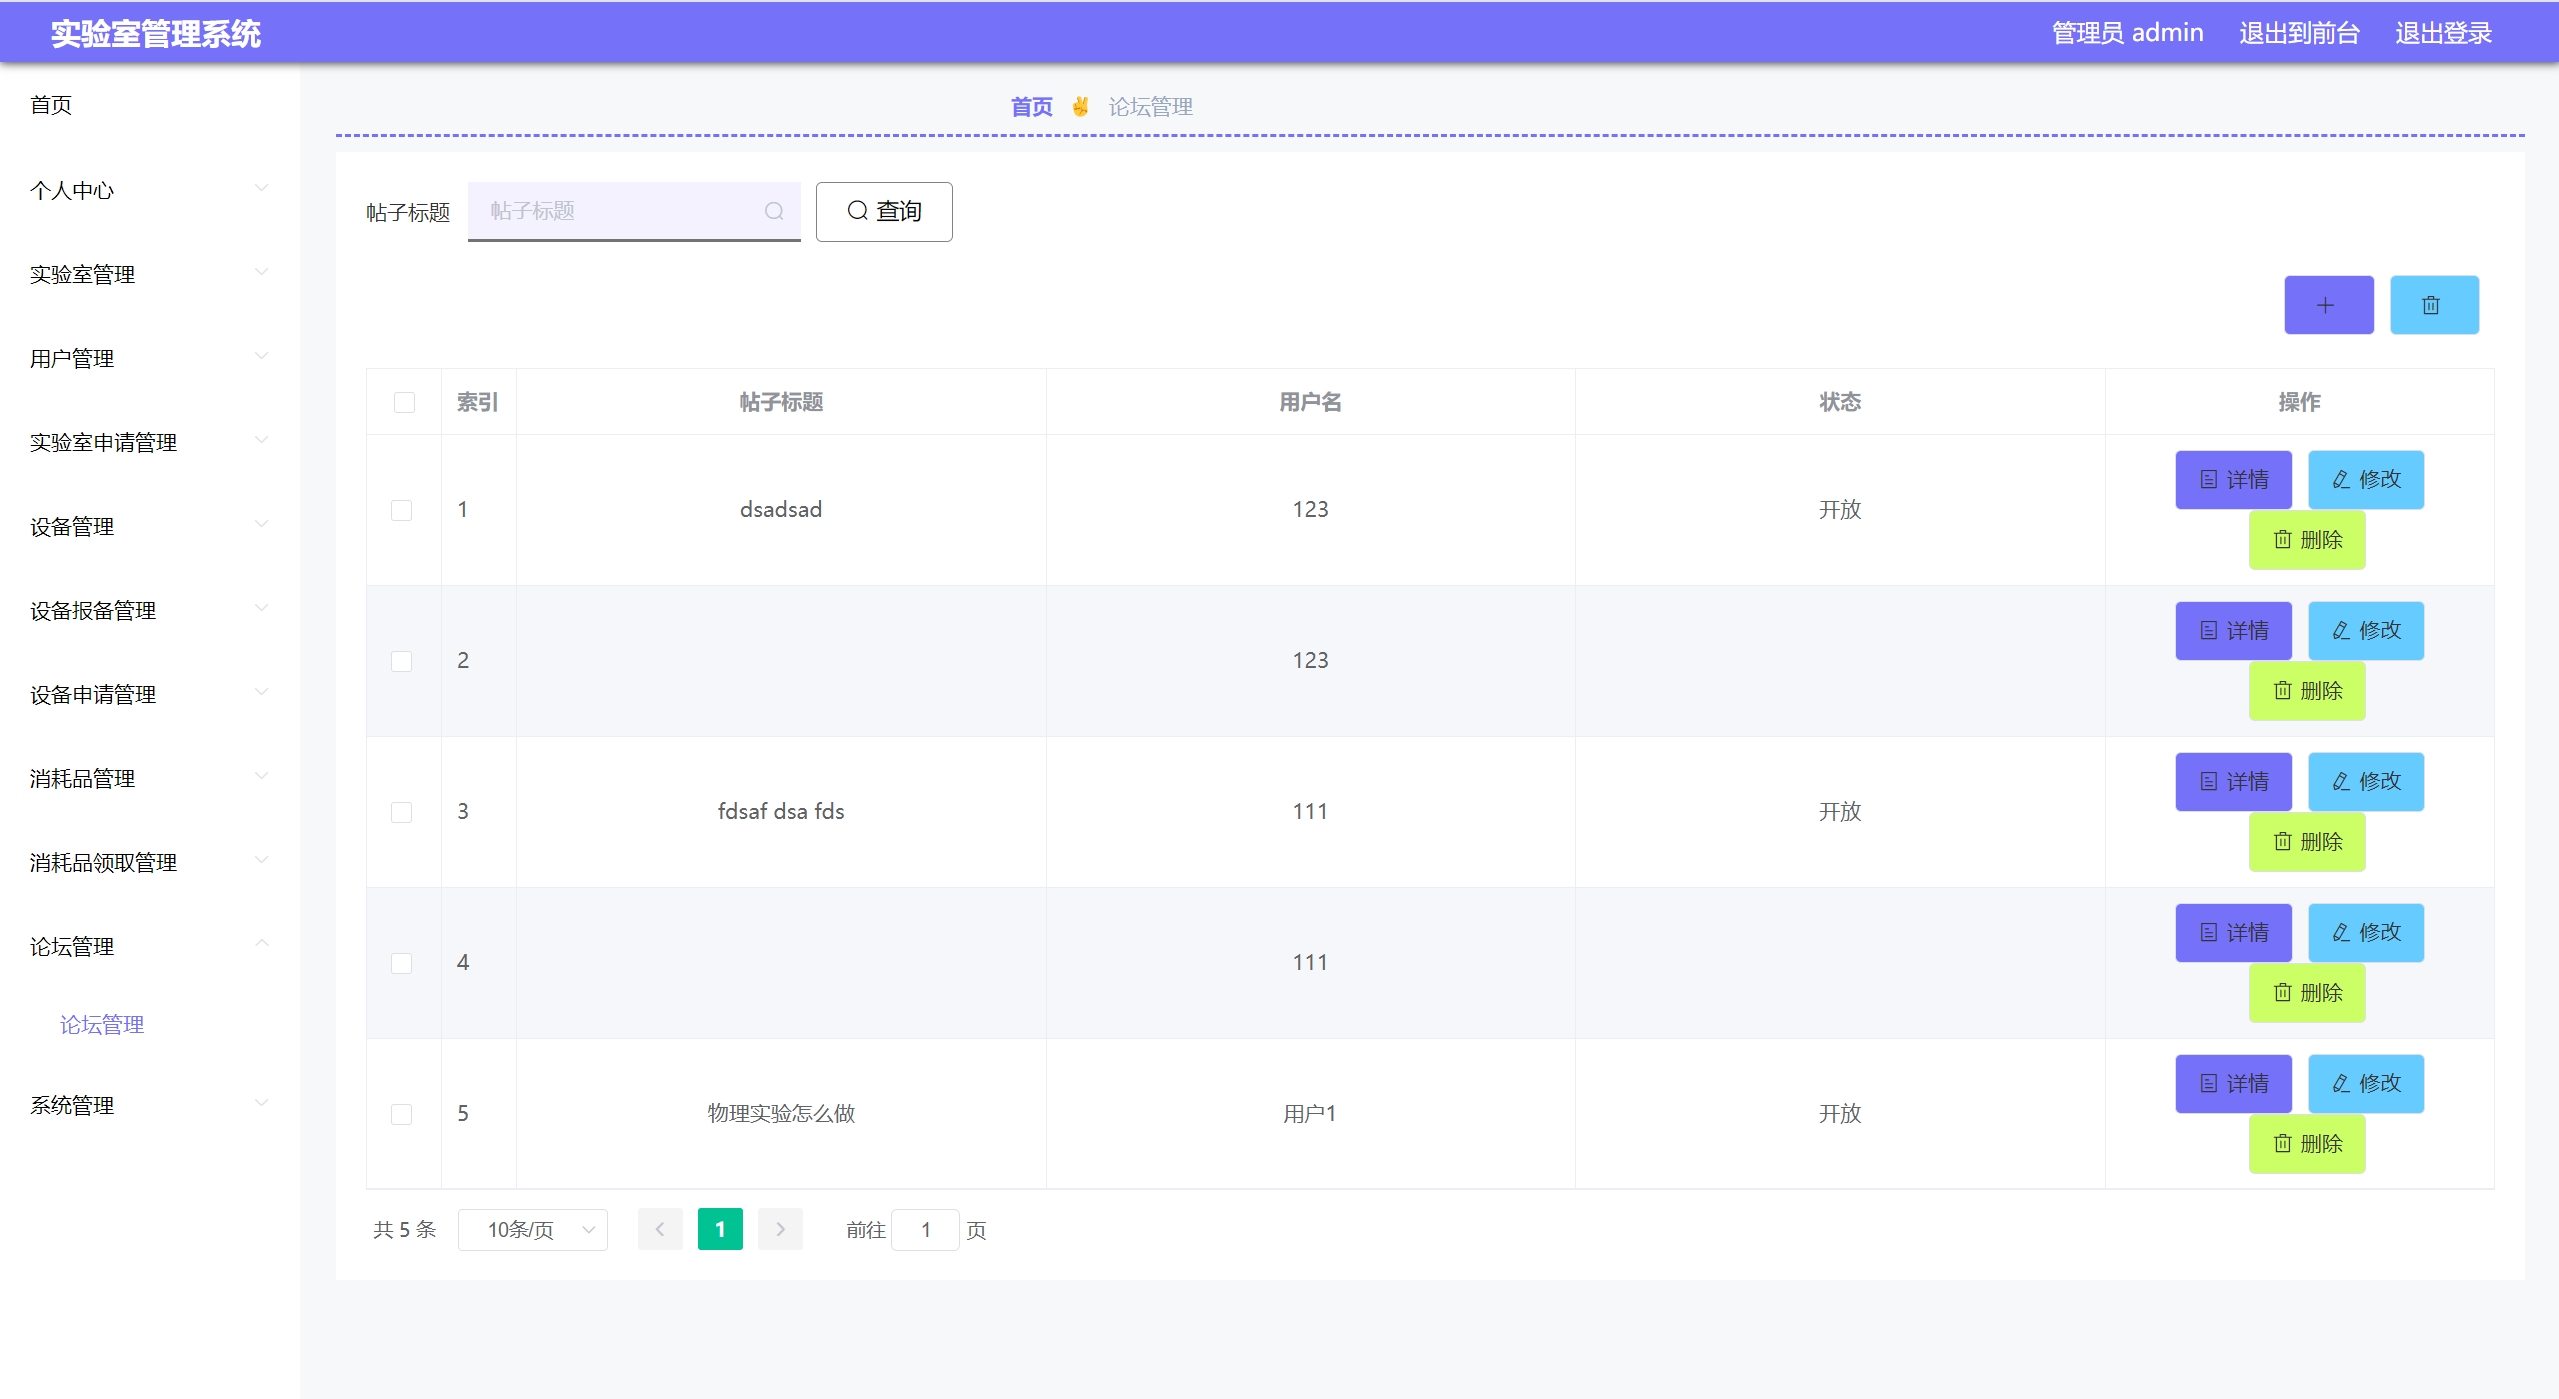 实验室管理系统 管理员 admin 退出到前台 退出登录
首页
个人中心
实验室管理
用户管理
实验室申请管理
设备管理
设备报备管理
设备申请管理
消耗品管理
消耗品领取管理
论坛管理
论坛管理
系统管理
首页 论坛管理
帖子标题 帖子标题 查询
索引 帖子标题 用户名 状态 操作
1 dsadsad 123 开放 详情 修改
删除
2 123 详情 修改
删除
3 fdsaf dsa fds 111 开放 详情 修改
删除
4 111 详情 修改
删除
5 物理实验怎么做 用户1 开放 详情 修改
删除
共 5 条 10条/页 1 前往 1 页